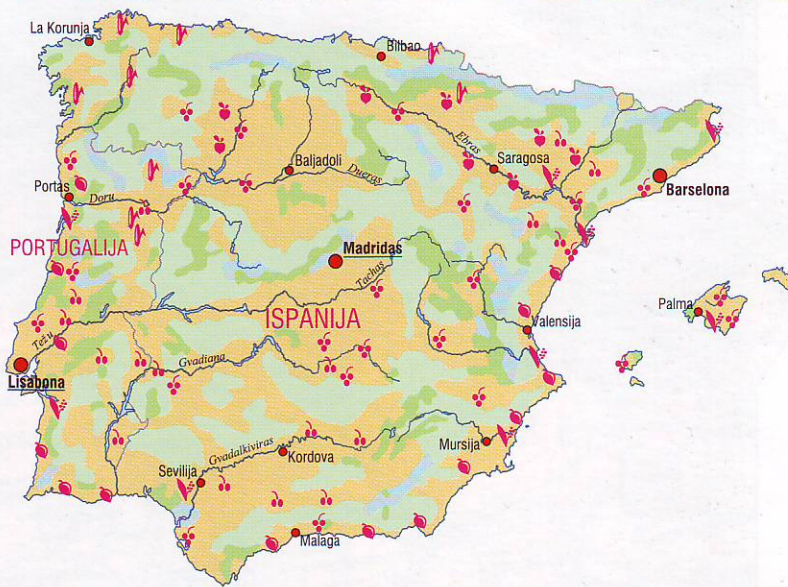 La Korunja
Bilbao
Ebras
Saragosa
Baljadoli
Dueras
Barselona
Portas
Doru
PORTUGALIJA
Madridas
Tachas
ISPANIJA
Palma
Valensija
Težu
Gvadiana
Lisabona
Gvadalkiviras
Mursija
Kordova
Sevilija
Malaga